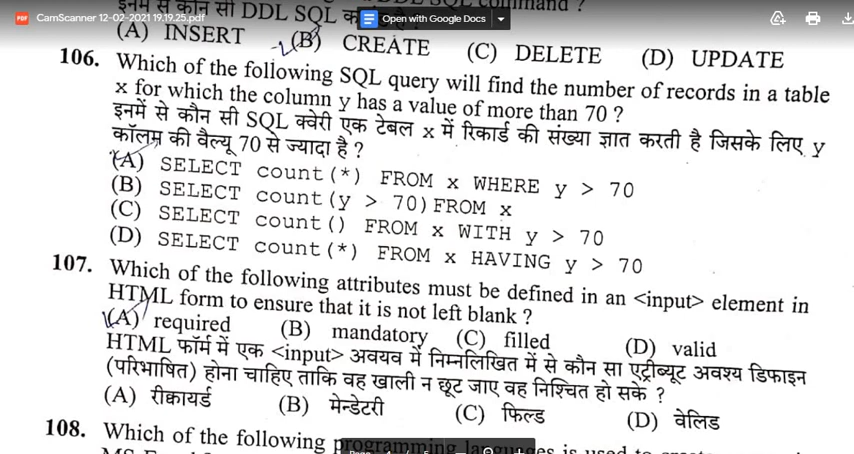 CamScanner 12-02-2021 19.19.25.pdf
Open with Google Docs
इनमें से कौन सी DDL SQL
(A) INSERT (B) CREATE (C) DELETE (D) UPDATE
106. Which of the following SQL query will find the number of records in a table
x for which the column y has a value of more than 70 ?
इनमें से कौन सी SQL क्वेरी एक टेबल x में रिकार्ड की संख्या ज्ञात करती है जिसके लिए y
कॉलम की वैल्यू 70 से ज्यादा है ?
(A) SELECT count(*) FROM x WHERE y > 70
(B) SELECT count(y > 70) FROM x
(C) SELECT count() FROM x WITH y > 70
(D) SELECT count(*) FROM x HAVING y > 70
107. Which of the following attributes must be defined in an <input> element in
HTML form to ensure that it is not left blank ?
(A) required (B) mandatory (C) filled (D) valid
HTML फॉर्म में एक <input> अवयव में निम्नलिखित में से कौन सा एट्रीब्यूट अवश्य डिफाइन
(परिभाषित) होना चाहिए ताकि वह खाली न छूट जाए वह निश्चित हो सके ?
(A) रीक्वायर्ड (B) मेन्डेटरी (C) फिल्ड (D) वेलिड
108. Which of the following programming languages is used to